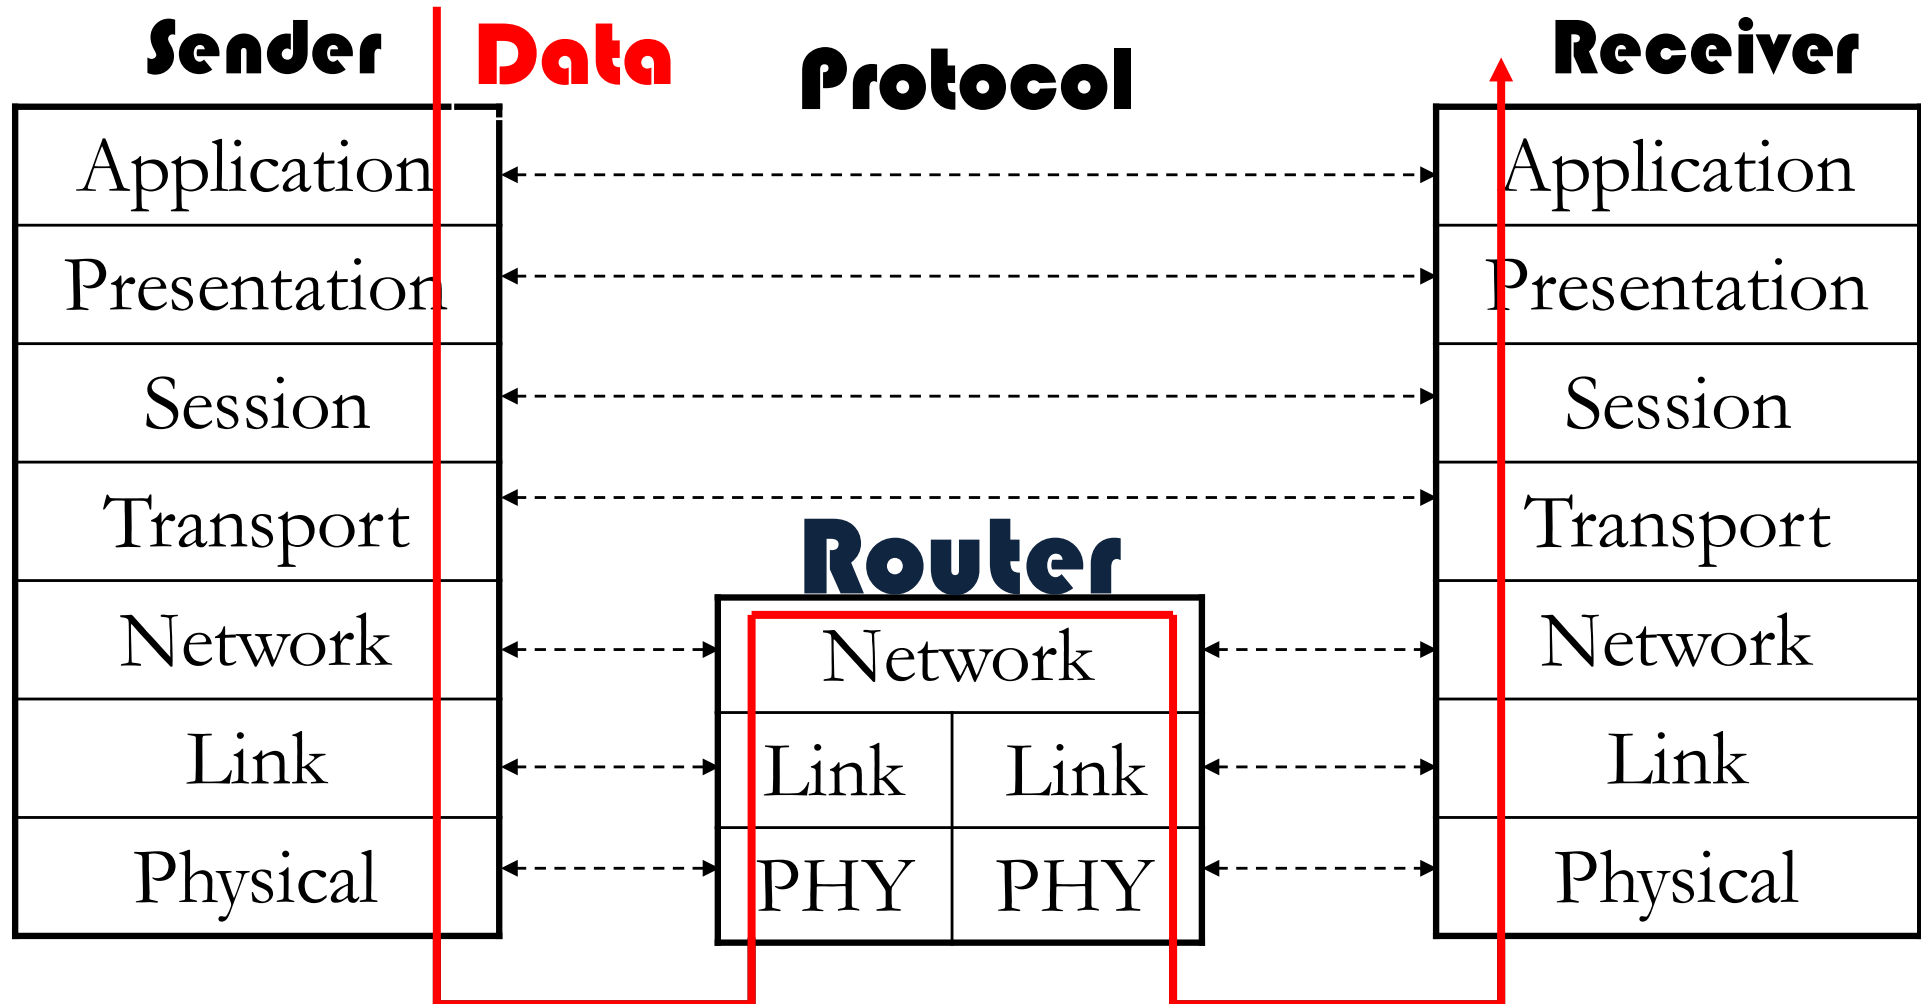 Sender
Data
Protocol
Receiver
Application
Application
Presentation
Presentation
Session
Session
Transport
Transport
Router
Network
Network
Network
Link
Link
Link
Link
Physical
PHY
PHY
Physical